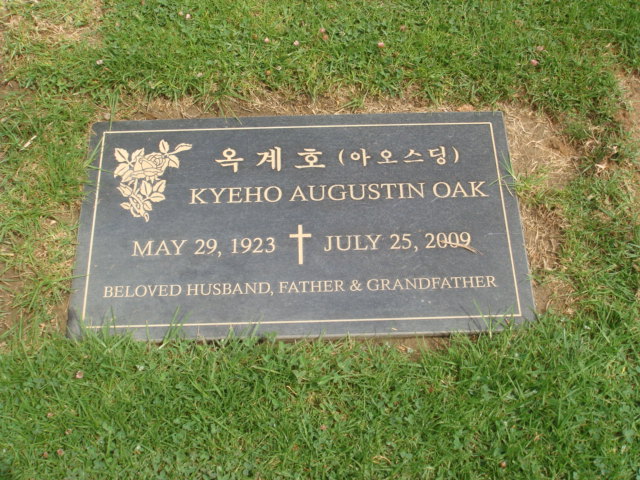 옥계호 (아오스딩)
KYEHO AUGUSTIN OAK
MAY 29, 1923 JULY 25, 2009
BELOVED HUSBAND, FATHER & GRANDFATHER